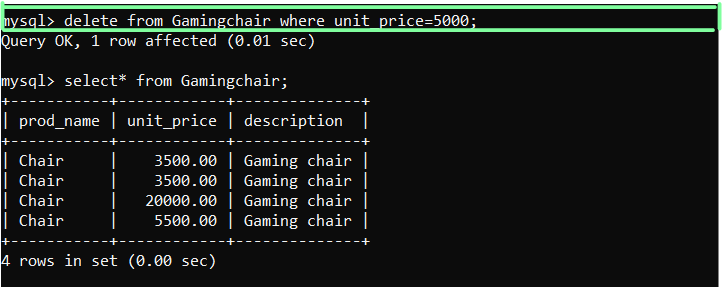 mysql> delete from Gamingchair where unit_price=5000;
Query OK, 1 row affected (0.01 sec)
mysql> select* from Gamingchair;
+-----------+------------+--------------+
| prod_name | unit_price | description  |
+-----------+------------+--------------+
| Chair     |    3500.00 | Gaming chair |
| Chair     |    3500.00 | Gaming chair |
| Chair     |   20000.00 | Gaming chair |
| Chair     |    5500.00 | Gaming chair |
+-----------+------------+--------------+
4 rows in set (0.00 sec)